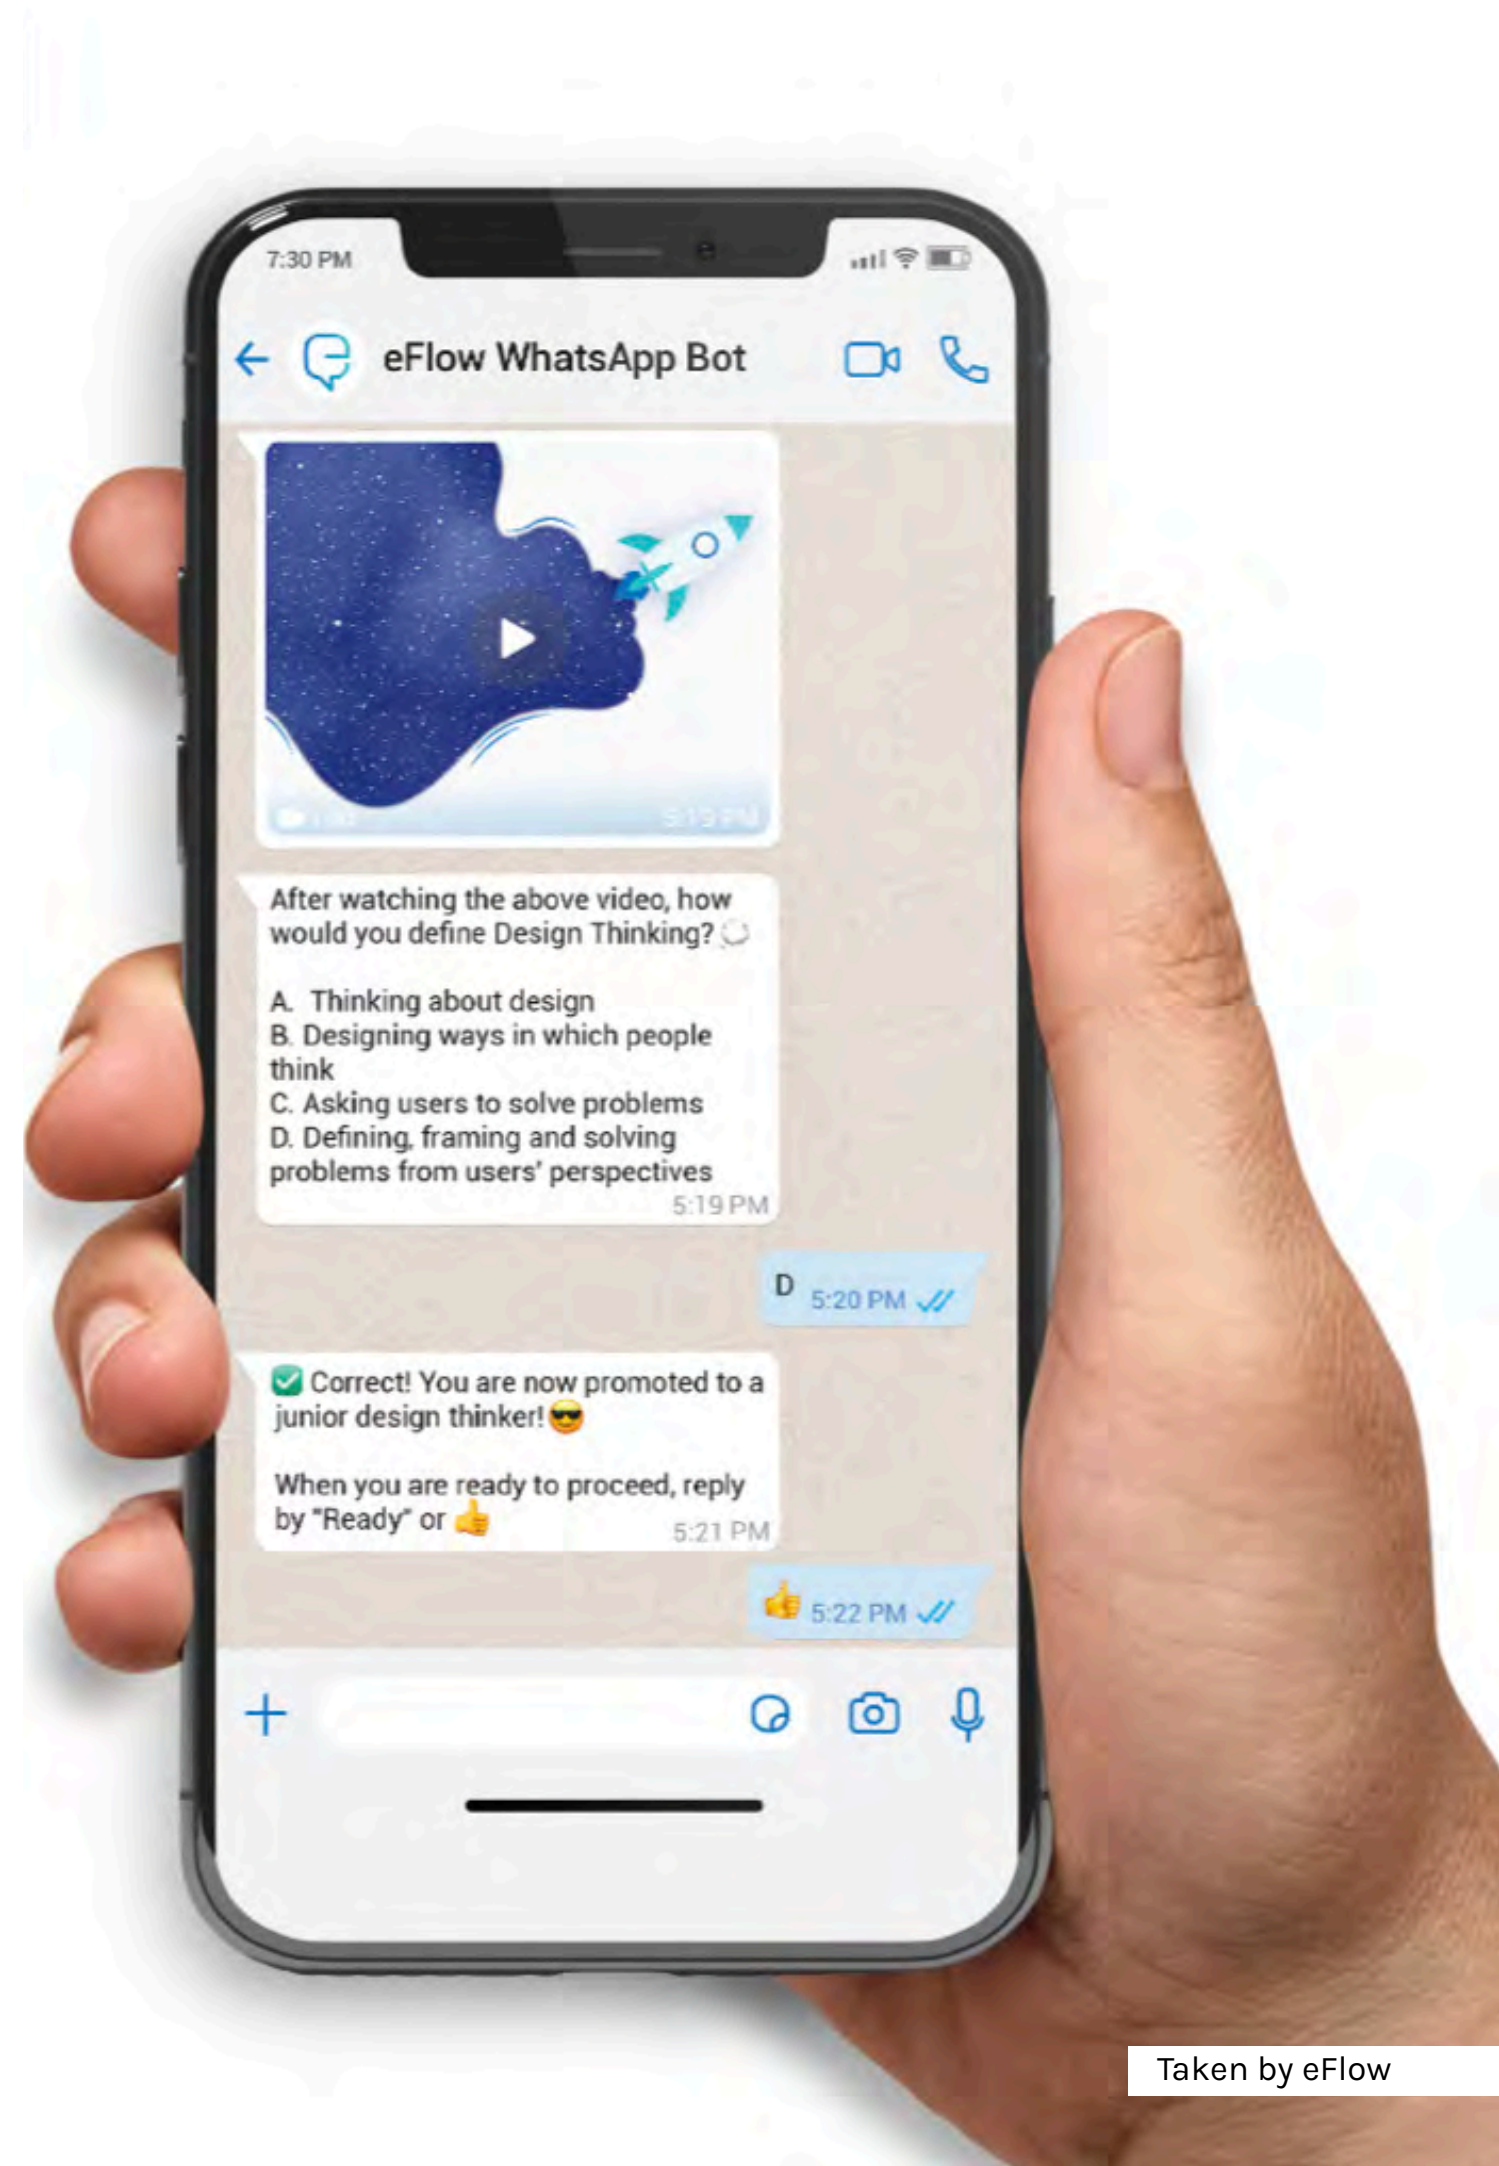 7:30 PM
eFlow WhatsApp Bot
5:19 PM
After watching the above video, how
would you define Design Thinking?
A. Thinking about design
B. Designing ways in which people
think
C. Asking users to solve problems
D. Defining, framing and solving
problems from users' perspectives
5:19 PM
D 5:20 PM
✅ Correct! You are now promoted to a
junior design thinker! 😎
When you are ready to proceed, reply
by "Ready" or 👍
5:21 PM
👍 5:22 PM
Taken by eFlow